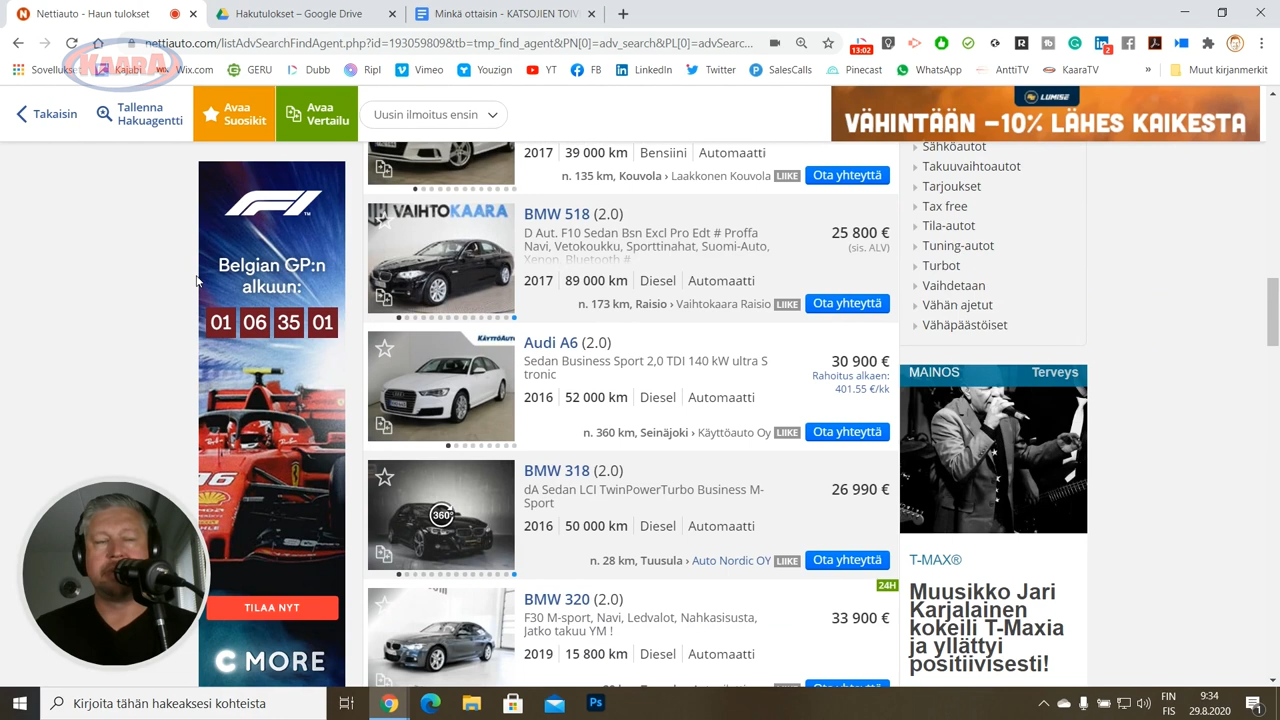 Nettiauto - Haun tulokset
Hakutulokset – Google Drive
Minkä ottaisin - KATSOJIEN TOIV
nettiauto.com/listAdvSearchFindAgent.php?id=193059809&tb=tmp_find_agent&PN[0]=adv_search&PL[0]=advSearc...
13:02
2
Sovellukset
Kajabi
Wix.com
GERU
Dubb
Ripl
Vimeo
Youzign
YT
FB
LinkedIn
Twitter
SalesCalls
Pinecast
WhatsApp
AnttiTV
KaaraTV
»
Muut kirjanmerkit
KAARA
Takaisin
Tallenna
Hakuagentti
Avaa
Suosikit
Avaa
Vertailu
Uusin ilmoitus ensin
LUMISE
VÄHINTÄÄN -10% LÄHES KAIKESTA
F1
Belgian GP:n
alkuun:
01 06 35 01
TILAA NYT
C MORE
2017 39 000 km Bensiini Automaatti
n. 135 km, Kouvola › Laakkonen Kouvola LIIKE Ota yhteyttä
VAIHTOKAARA
BMW 518 (2.0)
D Aut. F10 Sedan Bsn Excl Pro Edt # Proffa
Navi, Vetokoukku, Sporttinahat, Suomi-Auto,
Xenon, Bluetooth #
25 800 €
(sis. ALV)
2017 89 000 km Diesel Automaatti
n. 173 km, Raisio › Vaihtokaara Raisio LIIKE Ota yhteyttä
KÄYTTÖAUTO
Audi A6 (2.0)
Sedan Business Sport 2,0 TDI 140 kW ultra S
tronic
30 900 €
Rahoitus alkaen:
401.55 €/kk
2016 52 000 km Diesel Automaatti
n. 360 km, Seinäjoki › Käyttöauto Oy LIIKE Ota yhteyttä
360°
BMW 318 (2.0)
dA Sedan LCI TwinPowerTurbo Business M-
Sport
26 990 €
2016 50 000 km Diesel Automaatti
n. 28 km, Tuusula › Auto Nordic OY LIIKE Ota yhteyttä
24H
BMW 320 (2.0)
F30 M-sport, Navi, Ledvalot, Nahkasisusta,
Jatko takuu YM !
33 900 €
2019 15 800 km Diesel Automaatti
Sähköautot
Takuuvaihtoautot
Tarjoukset
Tax free
Tila-autot
Tuning-autot
Turbot
Vaihdetaan
Vähän ajetut
Vähäpäästöiset
MAINOS
Terveys
T-MAX®
Muusikko Jari
Karjalainen
kokeili T-Maxia
ja yllättyi
positiivisesti!
Kirjoita tähän hakeaksesi kohteista
Ps
FIN
FIS
9:34
29.8.2020
1